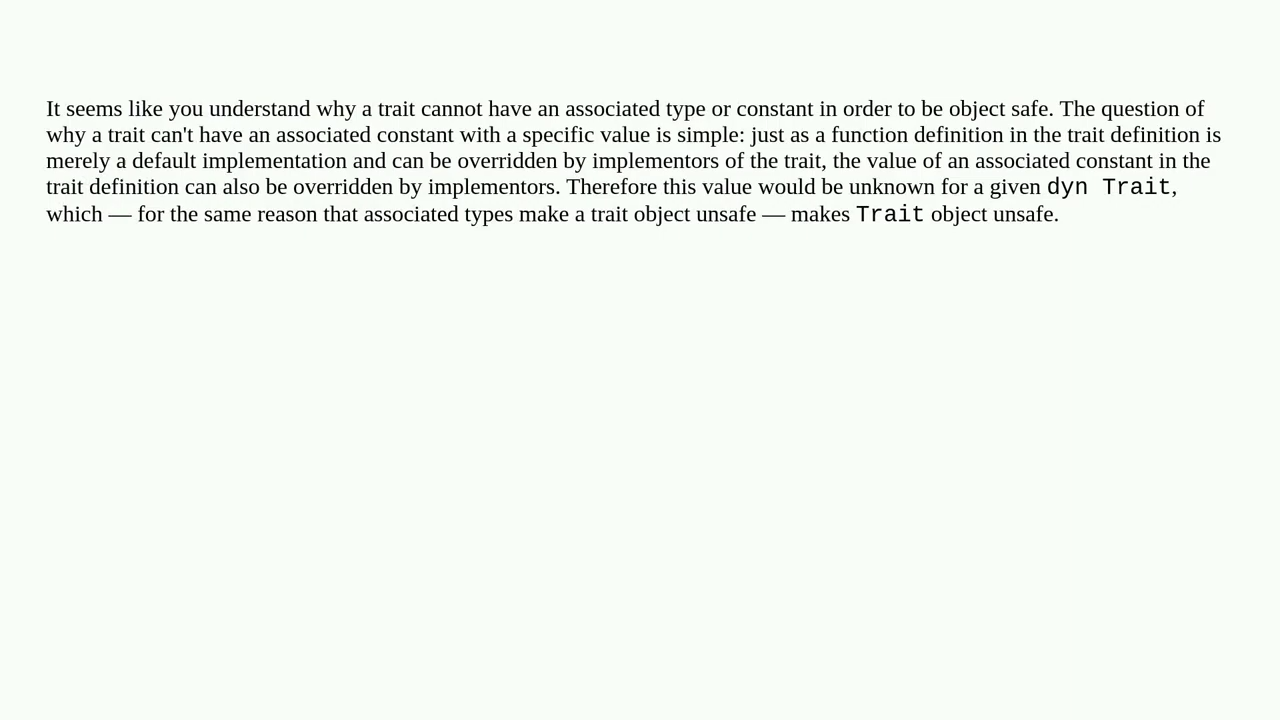 It seems like you understand why a trait cannot have an associated type or constant in order to be object safe. The question of
why a trait can't have an associated constant with a specific value is simple: just as a function definition in the trait definition is
merely a default implementation and can be overridden by implementors of the trait, the value of an associated constant in the
trait definition can also be overridden by implementors. Therefore this value would be unknown for a given dyn Trait,
which — for the same reason that associated types make a trait object unsafe — makes Trait object unsafe.